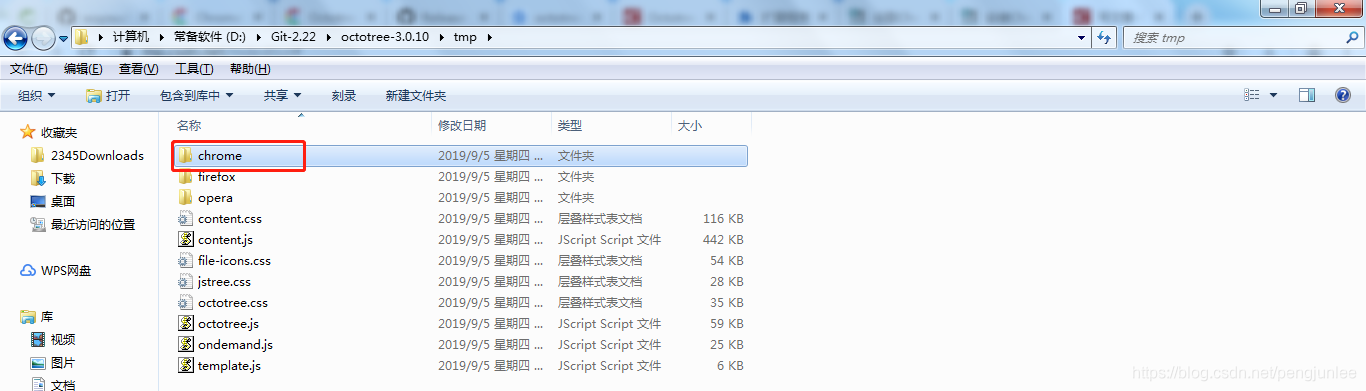 计算机 常备软件 (D:) Git-2.22 octotree-3.0.10 tmp 搜索 tmp
文件(F) 编辑(E) 查看(V) 工具(T) 帮助(H)
组织 打开 包含到库中 共享 刻录 新建文件夹
名称 修改日期 类型 大小
收藏夹
2345Downloads
下载
桌面
最近访问的位置
WPS网盘
库
视频
图片
文档
chrome 2019/9/5 星期四 ... 文件夹
firefox 2019/9/5 星期四 ... 文件夹
opera 2019/9/5 星期四 ... 文件夹
content.css 2019/9/5 星期四 ... 层叠样式表文档 116 KB
content.js 2019/9/5 星期四 ... JScript Script 文件 442 KB
file-icons.css 2019/9/5 星期四 ... 层叠样式表文档 54 KB
jstree.css 2019/9/5 星期四 ... 层叠样式表文档 28 KB
octotree.css 2019/9/5 星期四 ... 层叠样式表文档 35 KB
octotree.js 2019/9/5 星期四 ... JScript Script 文件 59 KB
ondemand.js 2019/9/5 星期四 ... JScript Script 文件 25 KB
template.js 2019/9/5 星期四 ... JScript Script 文件 6 KB
https://blog.csdn.net/pengjunlee